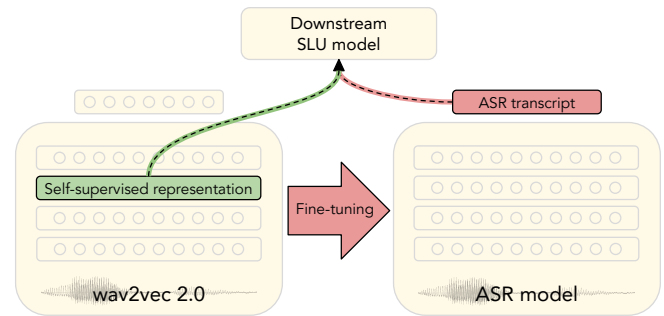 Downstream
SLU model
ASR transcript
Self-supervised representation
Fine-tuning
wav2vec 2.0
ASR model